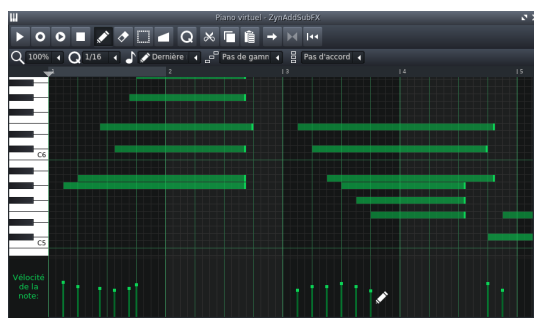 Piano virtuel - ZynAddSubFX
100% 1/16 Dernière Pas de gamn Pas d'accord
2 3 4 5
C6
C5
Vélocité
de la
note: